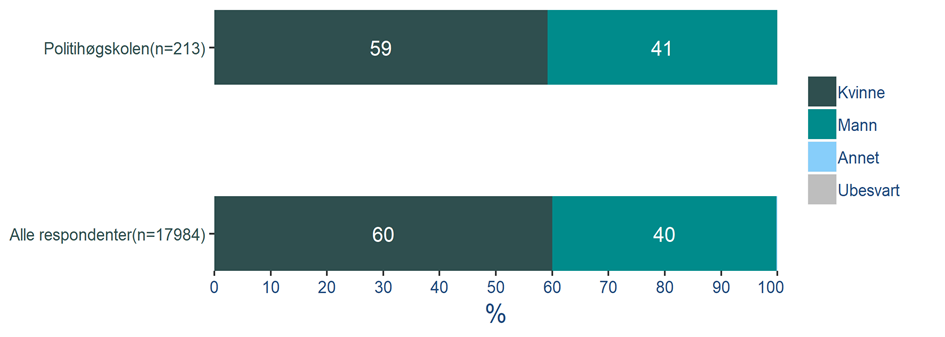 Politihøgskolen(n=213)
59
41
Alle respondenter(n=17984)
60
40
0 10 20 30 40 50 60 70 80 90 100
%
Kvinne
Mann
Annet
Ubesvart